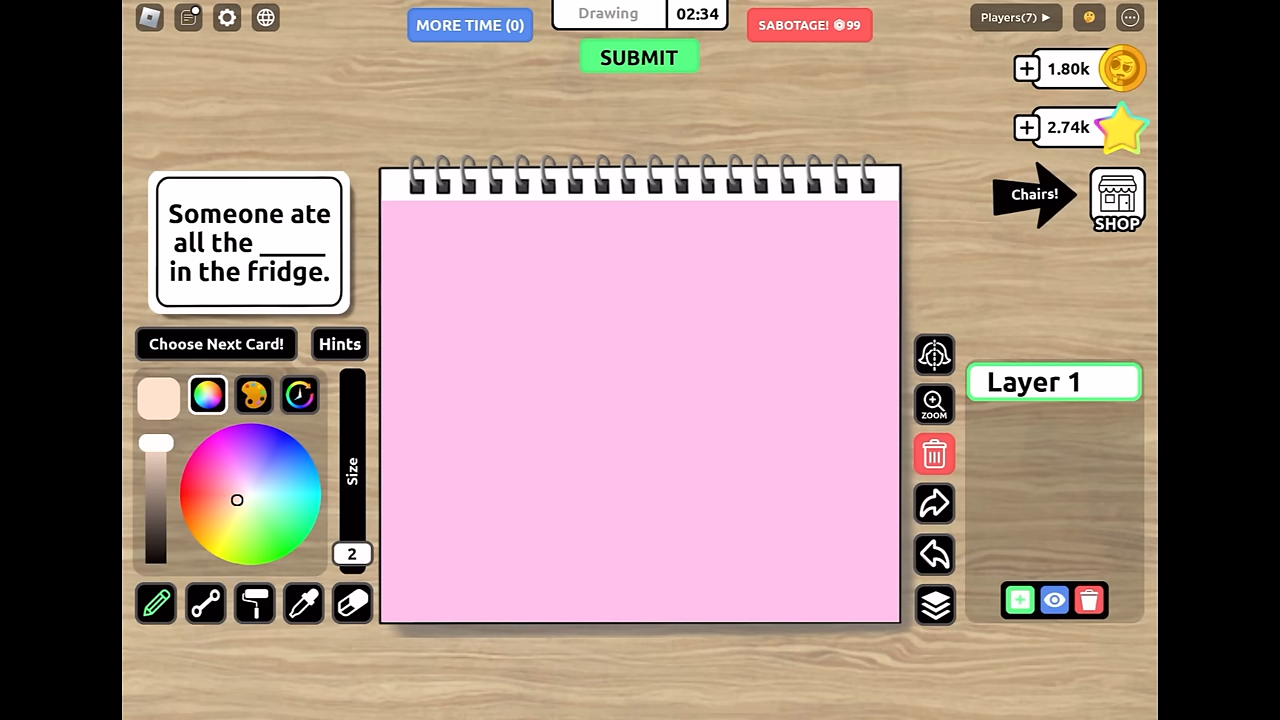 MORE TIME (0)
Drawing
02:34
SABOTAGE! 99
Players(7)
SUBMIT
1.80k
2.74k
Chairs!
SHOP
Someone ate
all the _____
in the fridge.
Choose Next Card!
Hints
Size
2
ZOOM
Layer 1